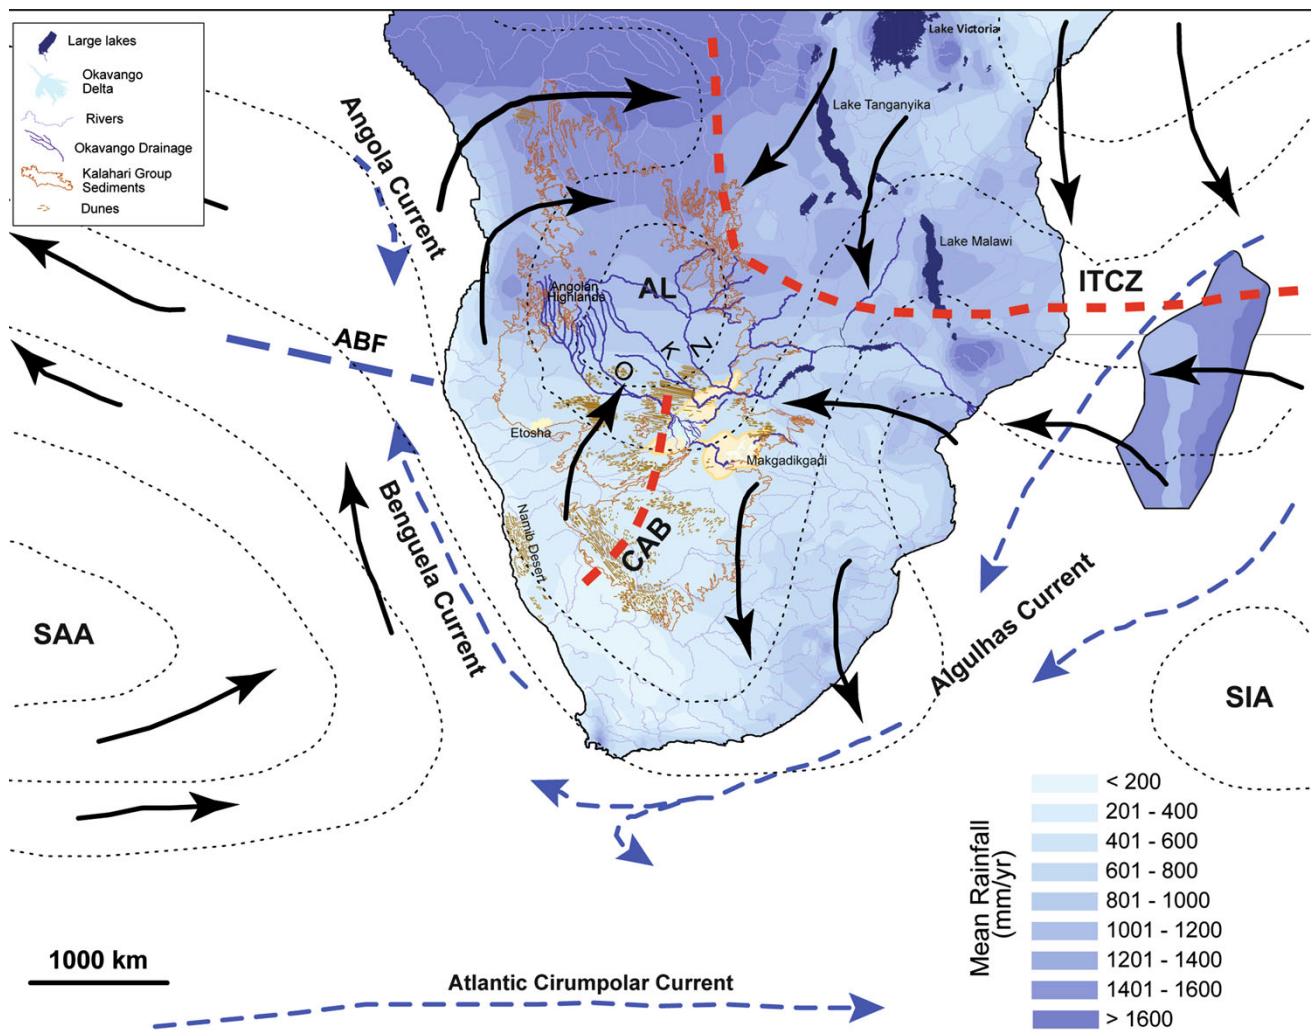 Large lakes
Okavango
Delta
Rivers
Okavango Drainage
Kalahari Group
Sediments
Dunes
Lake Victoria
Lake Tanganyika
Angola Current
Lake Malawi
ITCZ
Angolan
Highlands
AL
ABF
O
K
Z
Etosha
Makgadikgadi
Namib Desert
CAB
Benguela Current
SAA
Algulhas Current
SIA
Mean Rainfall
(mm/yr)
< 200
201 - 400
401 - 600
601 - 800
801 - 1000
1001 - 1200
1201 - 1400
1401 - 1600
> 1600
1000 km
Atlantic Cirumpolar Current